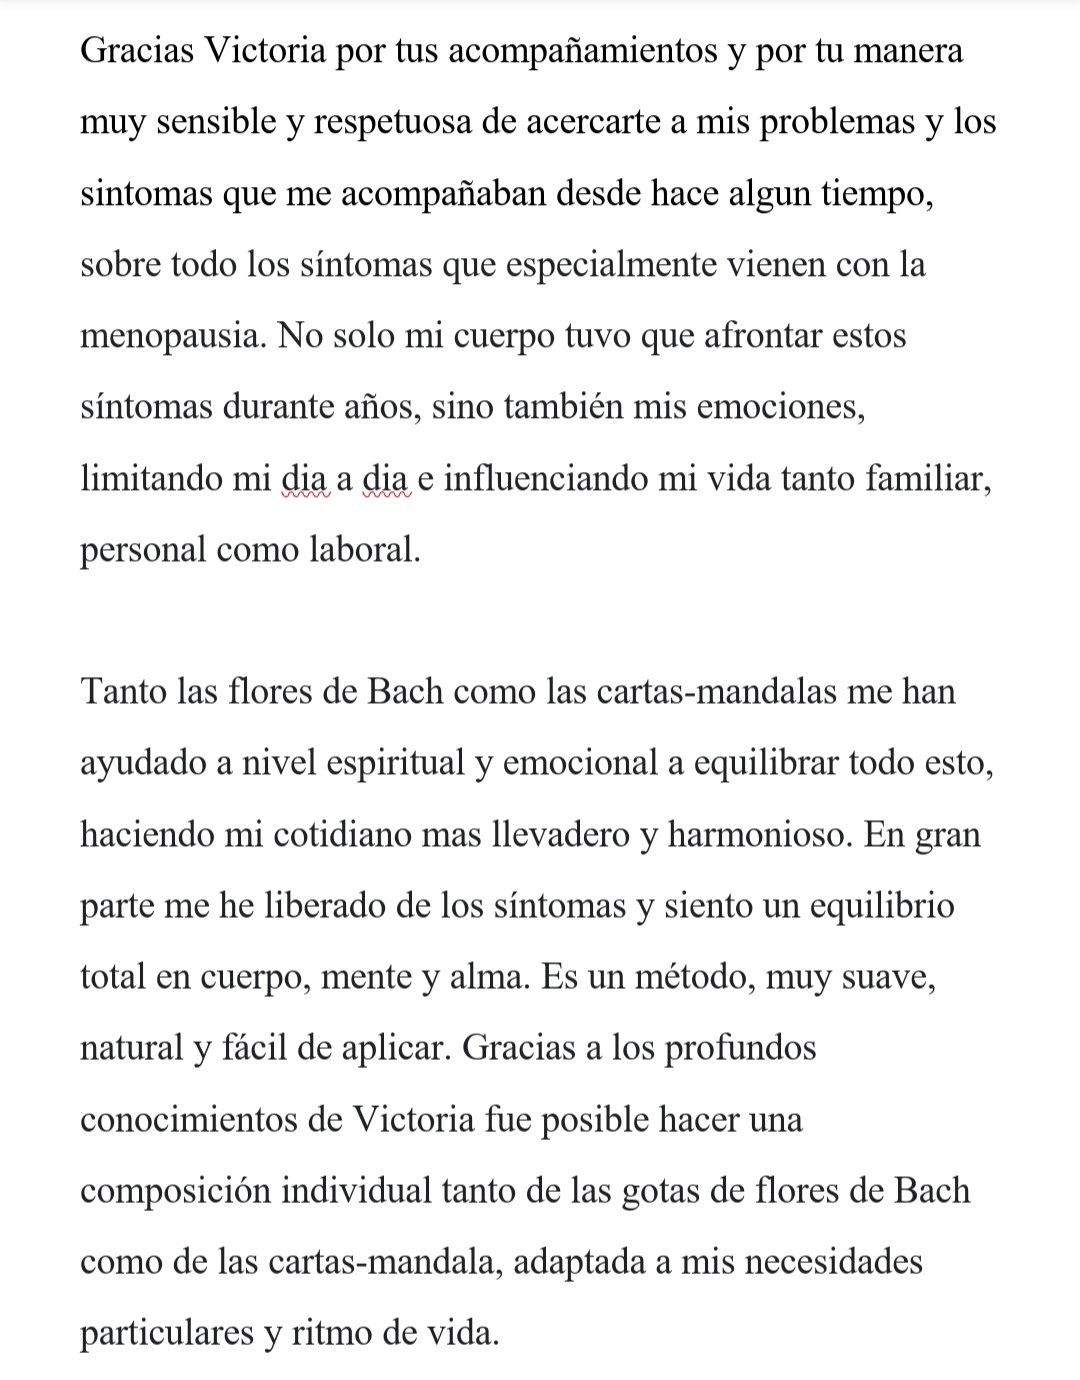 Gracias Victoria por tus acompañamientos y por tu manera
muy sensible y respetuosa de acercarte a mis problemas y los
sintomas que me acompañaban desde hace algun tiempo,
sobre todo los síntomas que especialmente vienen con la
menopausia. No solo mi cuerpo tuvo que afrontar estos
síntomas durante años, sino también mis emociones,
limitando mi dia a dia e influenciando mi vida tanto familiar,
personal como laboral.
Tanto las flores de Bach como las cartas-mandalas me han
ayudado a nivel espiritual y emocional a equilibrar todo esto,
haciendo mi cotidiano mas llevadero y harmonioso. En gran
parte me he liberado de los síntomas y siento un equilibrio
total en cuerpo, mente y alma. Es un método, muy suave,
natural y fácil de aplicar. Gracias a los profundos
conocimientos de Victoria fue posible hacer una
composición individual tanto de las gotas de flores de Bach
como de las cartas-mandala, adaptada a mis necesidades
particulares y ritmo de vida.